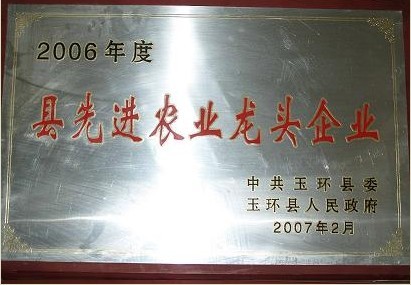 2006年度
县先进农业龙头企业
中共玉环县委
玉环县人民政府
2007年2月